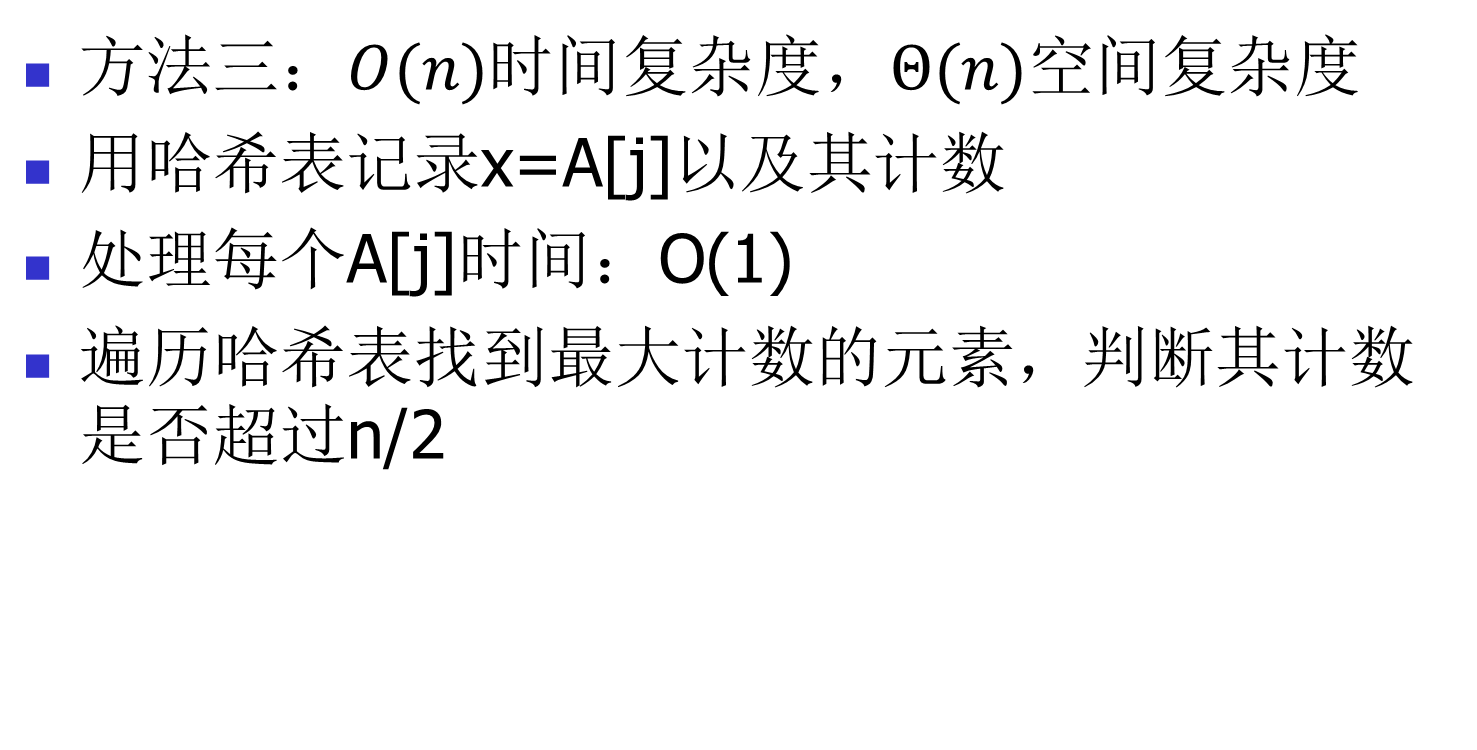 方法三：O(n)时间复杂度，Θ(n)空间复杂度
用哈希表记录x=A[j]以及其计数
处理每个A[j]时间：O(1)
遍历哈希表找到最大计数的元素，判断其计数
是否超过n/2